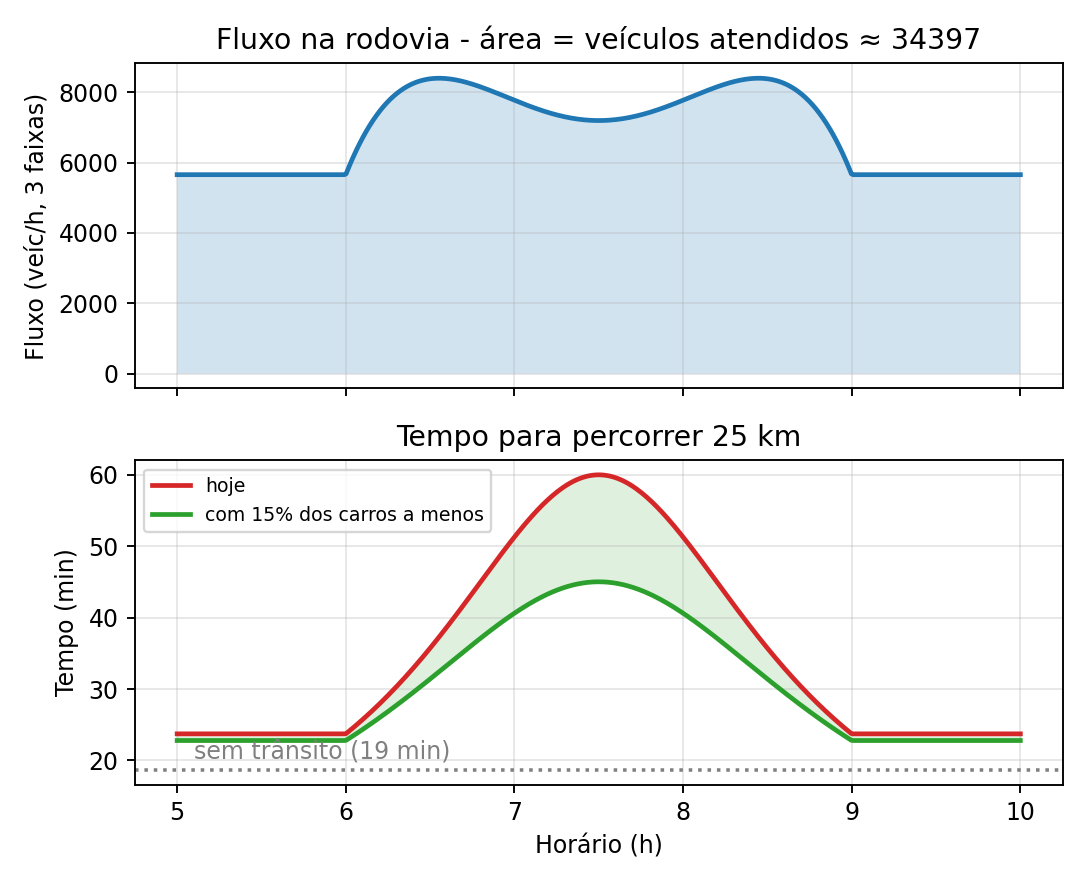 Fluxo na rodovia - área = veículos atendidos ≈ 34397
Fluxo (veíc/h, 3 faixas)
8000
6000
4000
2000
0
Tempo para percorrer 25 km
Tempo (min)
60
50
40
30
20
hoje
com 15% dos carros a menos
sem trânsito (19 min)
5 6 7 8 9 10
Horário (h)